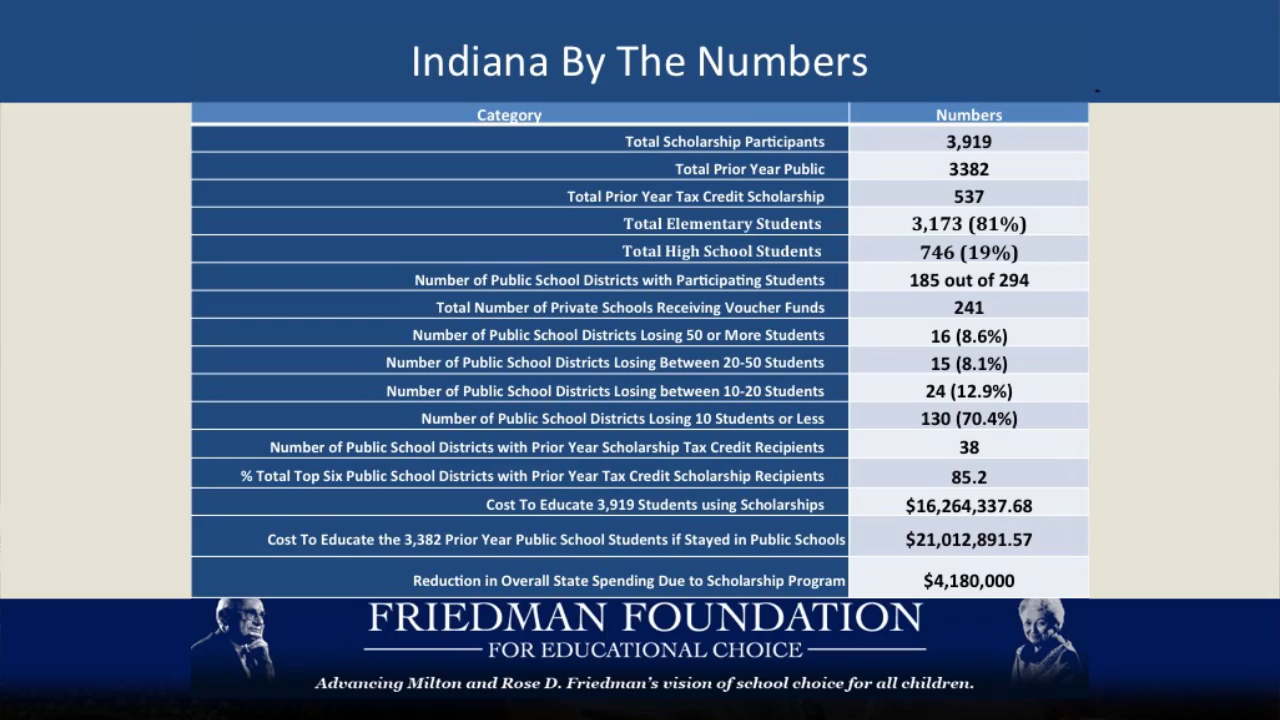 Indiana By The Numbers
Category Numbers
Total Scholarship Participants 3,919
Total Prior Year Public 3382
Total Prior Year Tax Credit Scholarship 537
Total Elementary Students 3,173 (81%)
Total High School Students 746 (19%)
Number of Public School Districts with Participating Students 185 out of 294
Total Number of Private Schools Receiving Voucher Funds 241
Number of Public School Districts Losing 50 or More Students 16 (8.6%)
Number of Public School Districts Losing Between 20-50 Students 15 (8.1%)
Number of Public School Districts Losing between 10-20 Students 24 (12.9%)
Number of Public School Districts Losing 10 Students or Less 130 (70.4%)
Number of Public School Districts with Prior Year Scholarship Tax Credit Recipients 38
% Total Top Six Public School Districts with Prior Year Tax Credit Scholarship Recipients 85.2
Cost To Educate 3,919 Students using Scholarships $16,264,337.68
Cost To Educate the 3,382 Prior Year Public School Students if Stayed in Public Schools $21,012,891.57
Reduction in Overall State Spending Due to Scholarship Program $4,180,000
FRIEDMAN FOUNDATION
FOR EDUCATIONAL CHOICE
Advancing Milton and Rose D. Friedman's vision of school choice for all children.